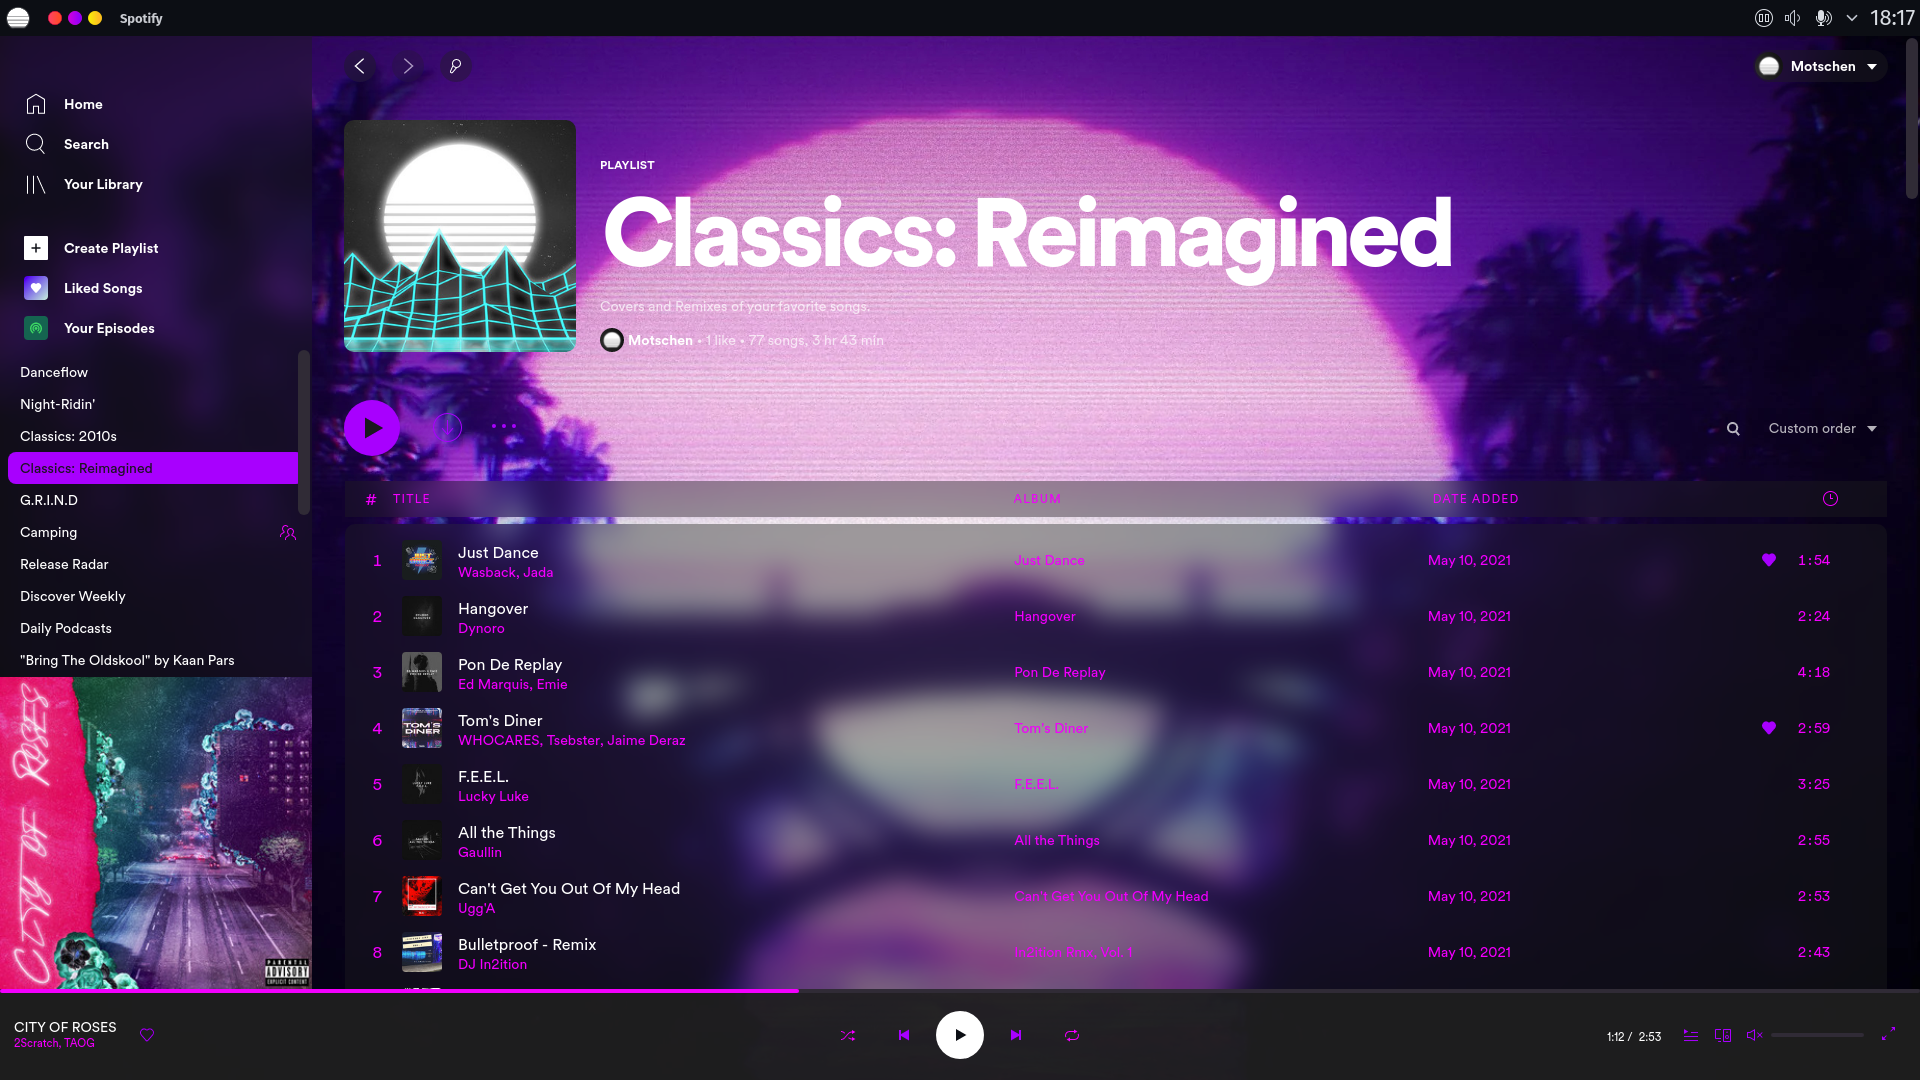 Spotify
18:17
Motschen
Home
Search
Your Library
Create Playlist
Liked Songs
Your Episodes
Danceflow
Night-Ridin'
Classics: 2010s
Classics: Reimagined
G.R.I.N.D
Camping
Release Radar
Discover Weekly
Daily Podcasts
"Bring The Oldskool" by Kaan Pars
CITY OF ROSES
PARENTAL
ADVISORY
EXPLICIT CONTENT
PLAYLIST
Classics: Reimagined
Covers and Remixes of your favorite songs.
Motschen • 1 like • 77 songs, 3 hr 43 min
Custom order
# TITLE ALBUM DATE ADDED
1 Just Dance Just Dance May 10, 2021 1:54
Wasback, Jada
2 Hangover Hangover May 10, 2021 2:24
Dynoro
3 Pon De Replay Pon De Replay May 10, 2021 4:18
Ed Marquis, Emie
TOM'S
DINER
4 Tom's Diner Tom's Diner May 10, 2021 2:59
WHOCARES, Tsebster, Jaime Deraz
5 F.E.E.L. F.E.E.L. May 10, 2021 3:25
Lucky Luke
6 All the Things All the Things May 10, 2021 2:55
Gaullin
7 Can't Get You Out Of My Head Can't Get You Out Of My Head May 10, 2021 2:53
Ugg'A
8 Bulletproof - Remix In2ition Rmx, Vol. 1 May 10, 2021 2:43
DJ In2ition
CITY OF ROSES
2Scratch, TAOG
1:12 / 2:53